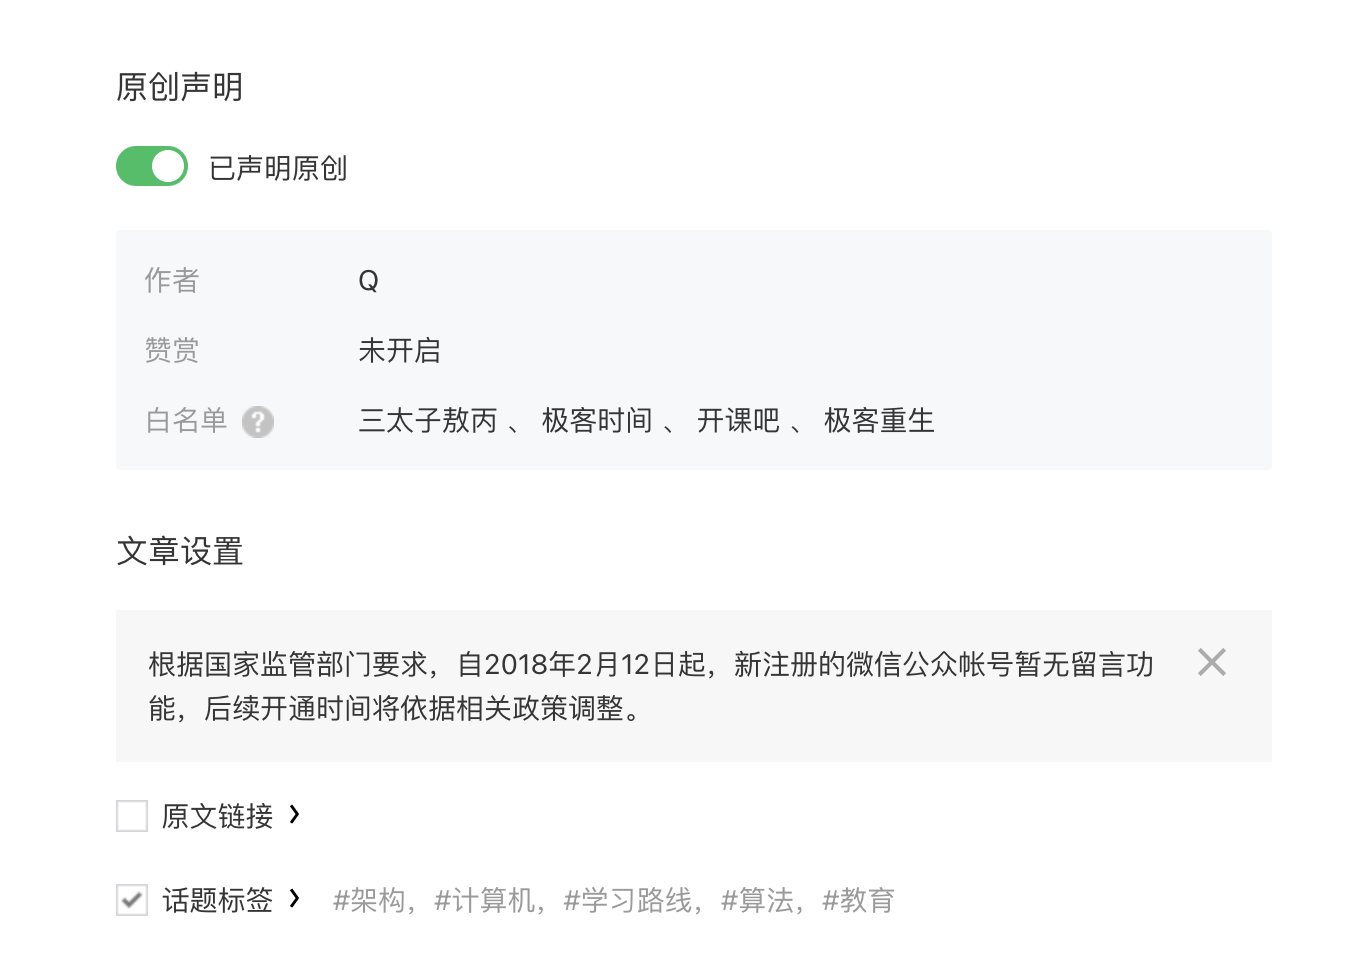 原创声明
已声明原创
作者 Q
赞赏 未开启
白名单 ? 三太子敖丙 、 极客时间 、 开课吧 、 极客重生
文章设置
根据国家监管部门要求，自2018年2月12日起，新注册的微信公众帐号暂无留言功
能，后续开通时间将依据相关政策调整。
原文链接
话题标签 #架构，#计算机，#学习路线，#算法，#教育